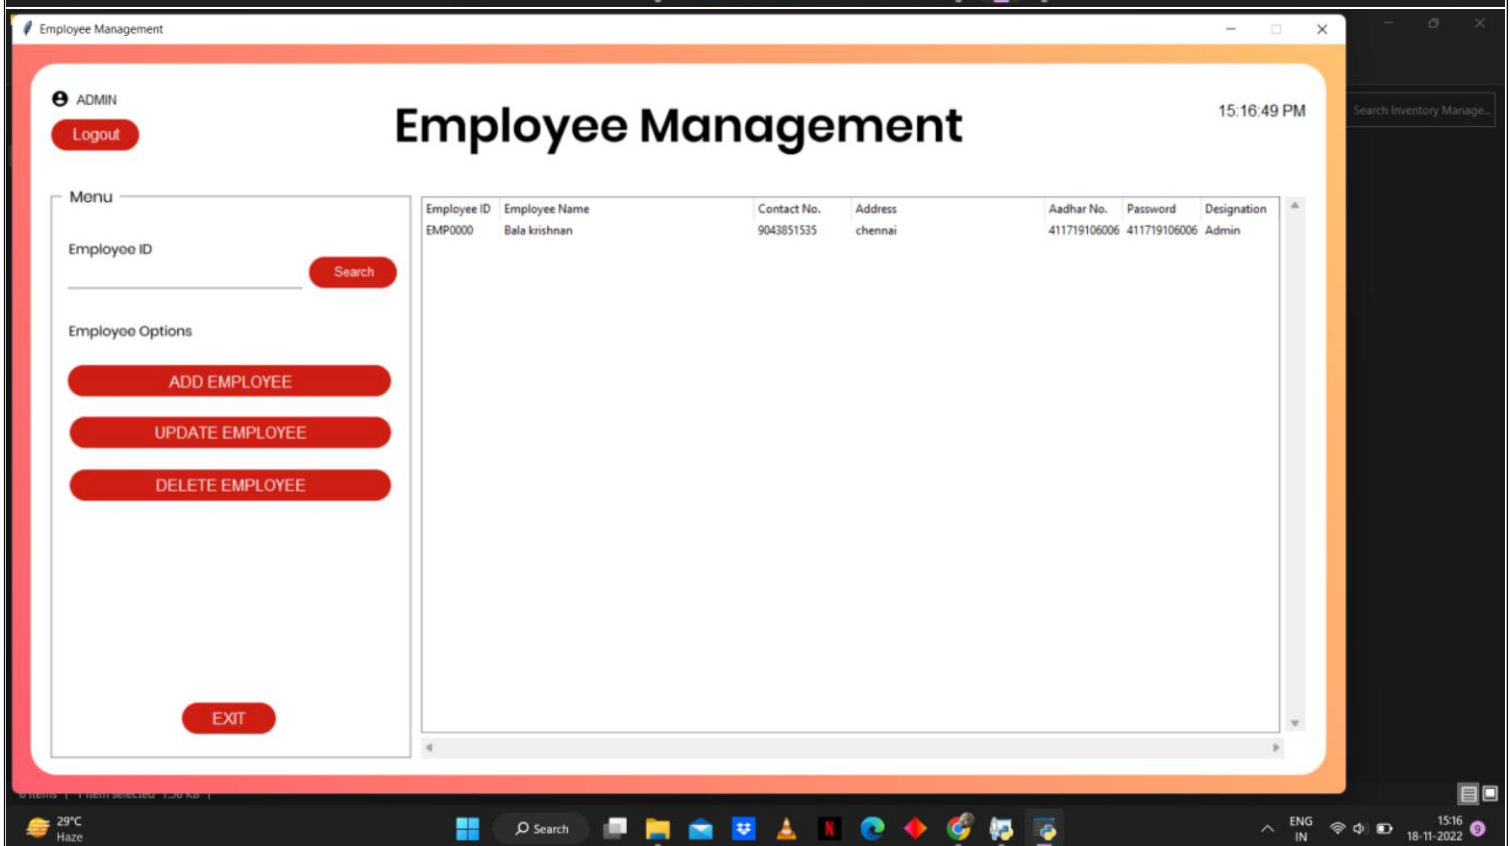 Employee Management
ADMIN
Logout
Employee Management
15:16:49 PM
Search Inventory Manage...
Menu
Employee ID
Search
Employee Options
ADD EMPLOYEE
UPDATE EMPLOYEE
DELETE EMPLOYEE
EXIT
Employee ID Employee Name Contact No. Address Aadhar No. Password Designation
EMP0000 Bala krishnan 9043851535 chennai 411719106006 411719106006 Admin
29°C
Haze
Search
ENG
IN
15:16
18-11-2022
9